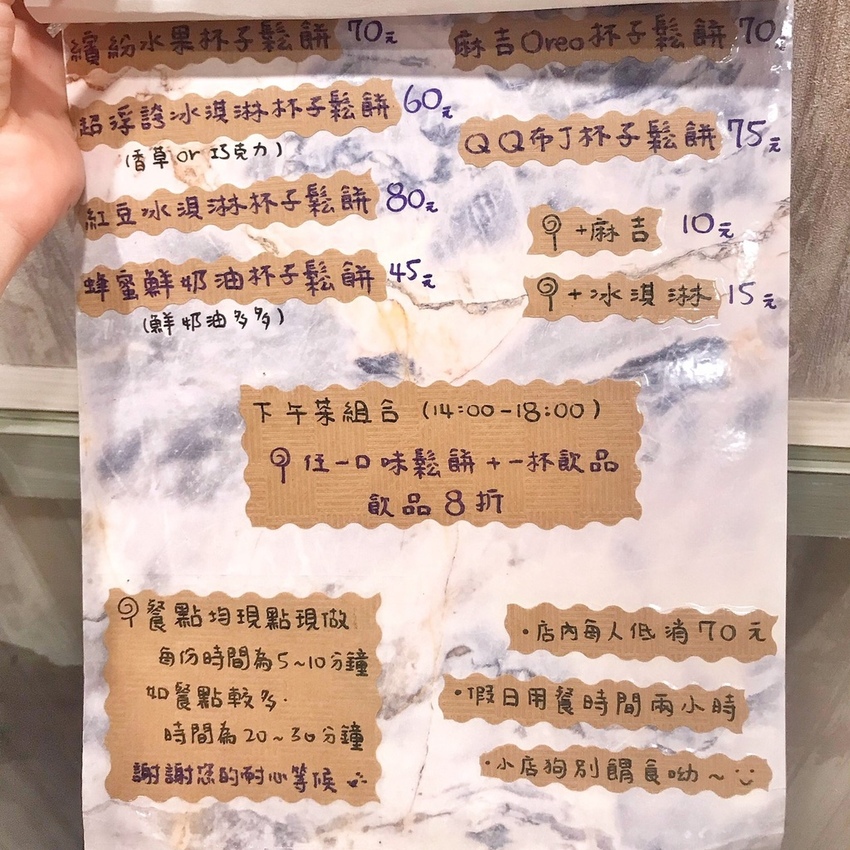 繽紛水果杯子鬆餅 70元
超浮誇冰淇淋杯子鬆餅 60元
(香草or巧克力)
紅豆冰淇淋杯子鬆餅 80元
蜂蜜鮮奶油杯子鬆餅 45元
(鮮奶油多多)
麻吉Oreo杯子鬆餅 70元
QQ布丁杯子鬆餅 75元
+麻吉 10元
+冰淇淋 15元
下午茶組合 (14:00-18:00)
任一口味鬆餅+一杯飲品
飲品8折
餐點均現點現做
每份時間為5~10分鐘
如餐點較多.
時間為20~30分鐘
謝謝您的耐心等候
·店內每人低消70元
·假日用餐時間兩小時
·小店狗別餵食呦~